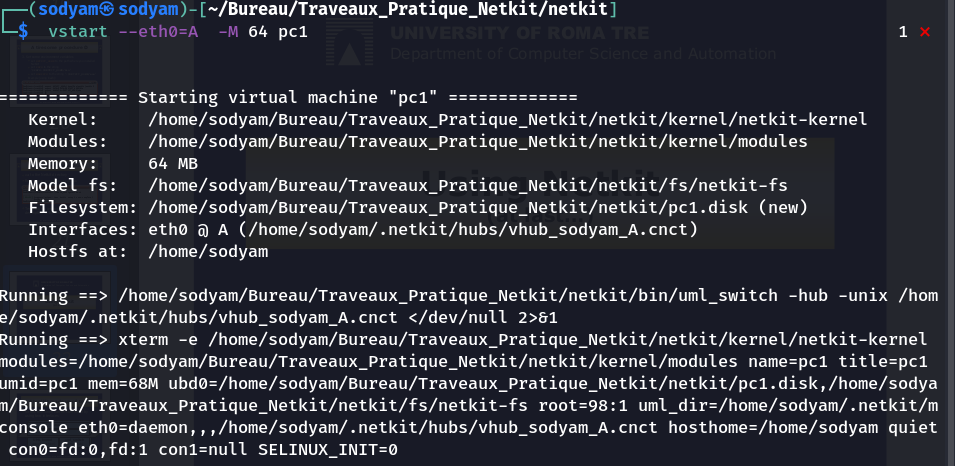 (sodyam㉿sodyam)-[~/Bureau/Traveaux_Pratique_Netkit/netkit]
$ vstart --eth0=A -M 64 pc1 1 ✗
UNIVERSITY OF ROMA TRE
Department of Computer Science and Automation
============= Starting virtual machine "pc1" =============
Kernel: /home/sodyam/Bureau/Traveaux_Pratique_Netkit/netkit/kernel/netkit-kernel
Modules: /home/sodyam/Bureau/Traveaux_Pratique_Netkit/netkit/kernel/modules
Memory: 64 MB
Model fs: /home/sodyam/Bureau/Traveaux_Pratique_Netkit/netkit/fs/netkit-fs
Filesystem: /home/sodyam/Bureau/Traveaux_Pratique_Netkit/netkit/pc1.disk (new)
Interfaces: eth0 @ A (/home/sodyam/.netkit/hubs/vhub_sodyam_A.cnct)
Hostfs at: /home/sodyam
Using Netkit
Running ==> /home/sodyam/Bureau/Traveaux_Pratique_Netkit/netkit/bin/uml_switch -hub -unix /hom
e/sodyam/.netkit/hubs/vhub_sodyam_A.cnct </dev/null 2>&1
Running ==> xterm -e /home/sodyam/Bureau/Traveaux_Pratique_Netkit/netkit/kernel/netkit-kernel
modules=/home/sodyam/Bureau/Traveaux_Pratique_Netkit/netkit/kernel/modules name=pc1 title=pc1
umid=pc1 mem=68M ubd0=/home/sodyam/Bureau/Traveaux_Pratique_Netkit/netkit/pc1.disk,/home/sodya
m/Bureau/Traveaux_Pratique_Netkit/netkit/fs/netkit-fs root=98:1 uml_dir=/home/sodyam/.netkit/m
console eth0=daemon,,,/home/sodyam/.netkit/hubs/vhub_sodyam_A.cnct hosthome=/home/sodyam quiet
con0=fd:0,fd:1 con1=null SELINUX_INIT=0